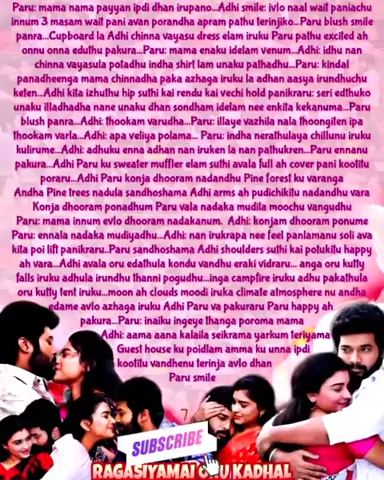 Paru: mama nama payyan ipdi dhan irupano...Adhi smile: ivlo naal wait paniachu
innum 3 masam wait pani avan porandha apram pathu terinjiko...Paru blush smile
panra...Cupboard la Adhi chinna vayasu dress elam iruku Paru pathu excited ah
onnu onna eduthu pakura...Paru: mama enaku idelam venum...Adhi: idhu nan
chinna vayasula potadhu indha shirt lam unaku pathadhu...Paru: kindal
panadheenga mama chinnadha paka azhaga iruku la adhan aasya irundhuchu
keten...Adhi kita izhuthu hip suthi kai rendu kai vechi hold panikraru: seri edthuko
unaku illadhadha nane unaku dhan sondham idelam nee enkita kekanuma...Paru
blush panra...Adhi: thookam varudha...Paru: illaye vazhila nala thoongiten ipa
thookam varla...Adhi: apa veliya polama... Paru: indha nerathulaya chillunu iruku
kulirume...Adhi: adhuku enna adhan nan iruken la nan pathukren...Paru ennanu
pakura...Adhi Paru ku sweater muffler elam suthi avala full ah cover pani kootitu
poraru...Adhi Paru konja dhooram nadandhu Pine forest ku varanga
Andha Pine trees nadula sandhoshama Adhi arms ah pudichikitu nadandhu vara
Konja dhooram ponadhum Paru vala nadaka mudila moochu vangudhu
Paru: mama innum evlo dhooram nadakanum. Adhi: konjam dhooram ponume
Paru: ennala nadaka mudiyadhu...Adhi: nan irukrapa nee feel panlamanu soli ava
kita poi lift panikraru..Paru sandhoshama Adhi shoulders suthi kai potukitu happy
ah vara...Adhi avala oru edathula kondu vandhu eraki vidraru... anga oru kutty
falls iruku adhula irundhu thanni pogudhu...inga campfire iruku adhu pakathula
oru kutty tent iruku...moon ah clouds moodi iruka climate atmosphere nu andha
edame avlo azhaga iruku Adhi Paru va pakuraru Paru happy ah
pakura...Paru: inaiku ingeye thanga poroma mama
Adhi: aama aana kalaila seikrama yarkum teriyama
Guest house ku poidlam amma ku unna ipdi
kootitu vandhenu terinja avlo dhan
Paru smile
SUBSCRIBE
RAGASIYAMAI ORU KADHAL